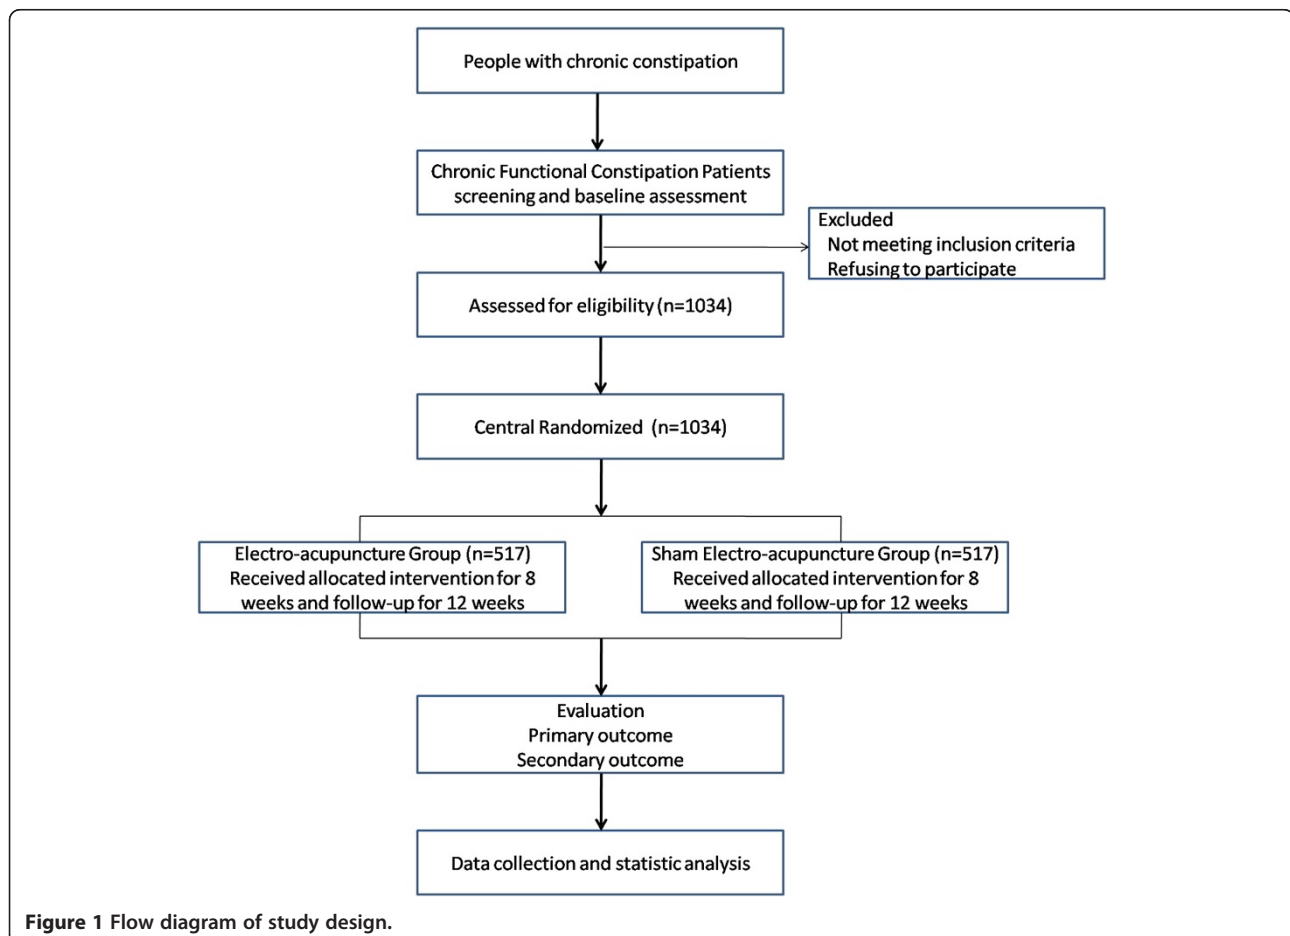 People with chronic constipation
Chronic Functional Constipation Patients
screening and baseline assessment
Excluded
Not meeting inclusion criteria
Refusing to participate
Assessed for eligibility (n=1034)
Central Randomized (n=1034)
Electro-acupuncture Group (n=517)
Received allocated intervention for 8
weeks and follow-up for 12 weeks
Sham Electro-acupuncture Group (n=517)
Received allocated intervention for 8
weeks and follow-up for 12 weeks
Evaluation
Primary outcome
Secondary outcome
Data collection and statistic analysis
Figure 1 Flow diagram of study design.